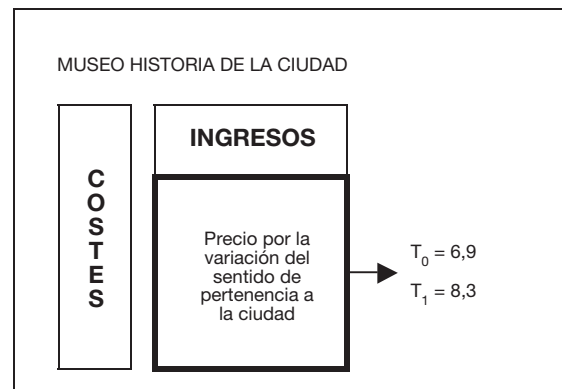 MUSEO HISTORIA DE LA CIUDAD
COSTES
INGRESOS
Precio por la
variación del
sentido de
pertenencia a
la ciudad
T₀ = 6,9
T₁ = 8,3